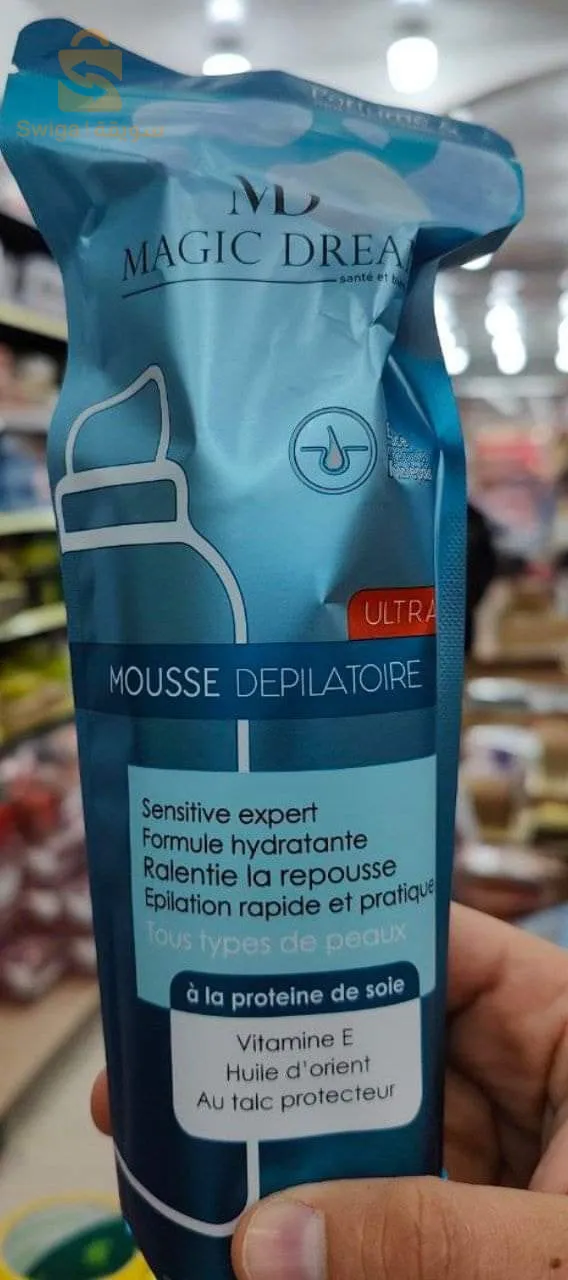 MD
MAGIC DREAM
santé et
ULTRA
MOUSSE DEPILATOIRE
Sensitive expert
Formule hydratante
Ralentie la repousse
Epilation rapide et pratique
Tous types de peaux
à la proteine de soie
Vitamine E
Huile d'orient
Au talc protecteur